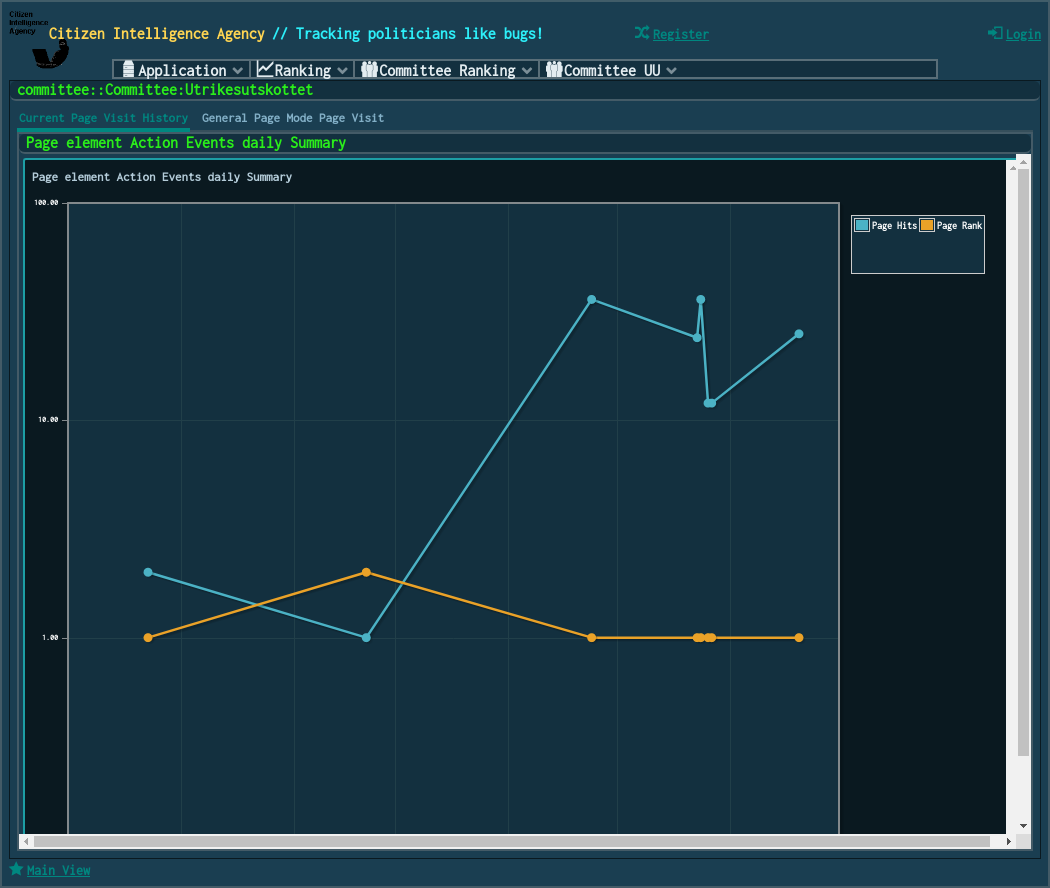 Citizen
Intelligence
Agency
Citizen Intelligence Agency // Tracking politicians like bugs!
Register
Login
Application
Ranking
Committee Ranking
Committee UU
committee::Committee:Utrikesutskottet
Current Page Visit History
General Page Mode Page Visit
Page element Action Events daily Summary
Page element Action Events daily Summary
100.00
Page Hits
Page Rank
10.00
1.00
Main View